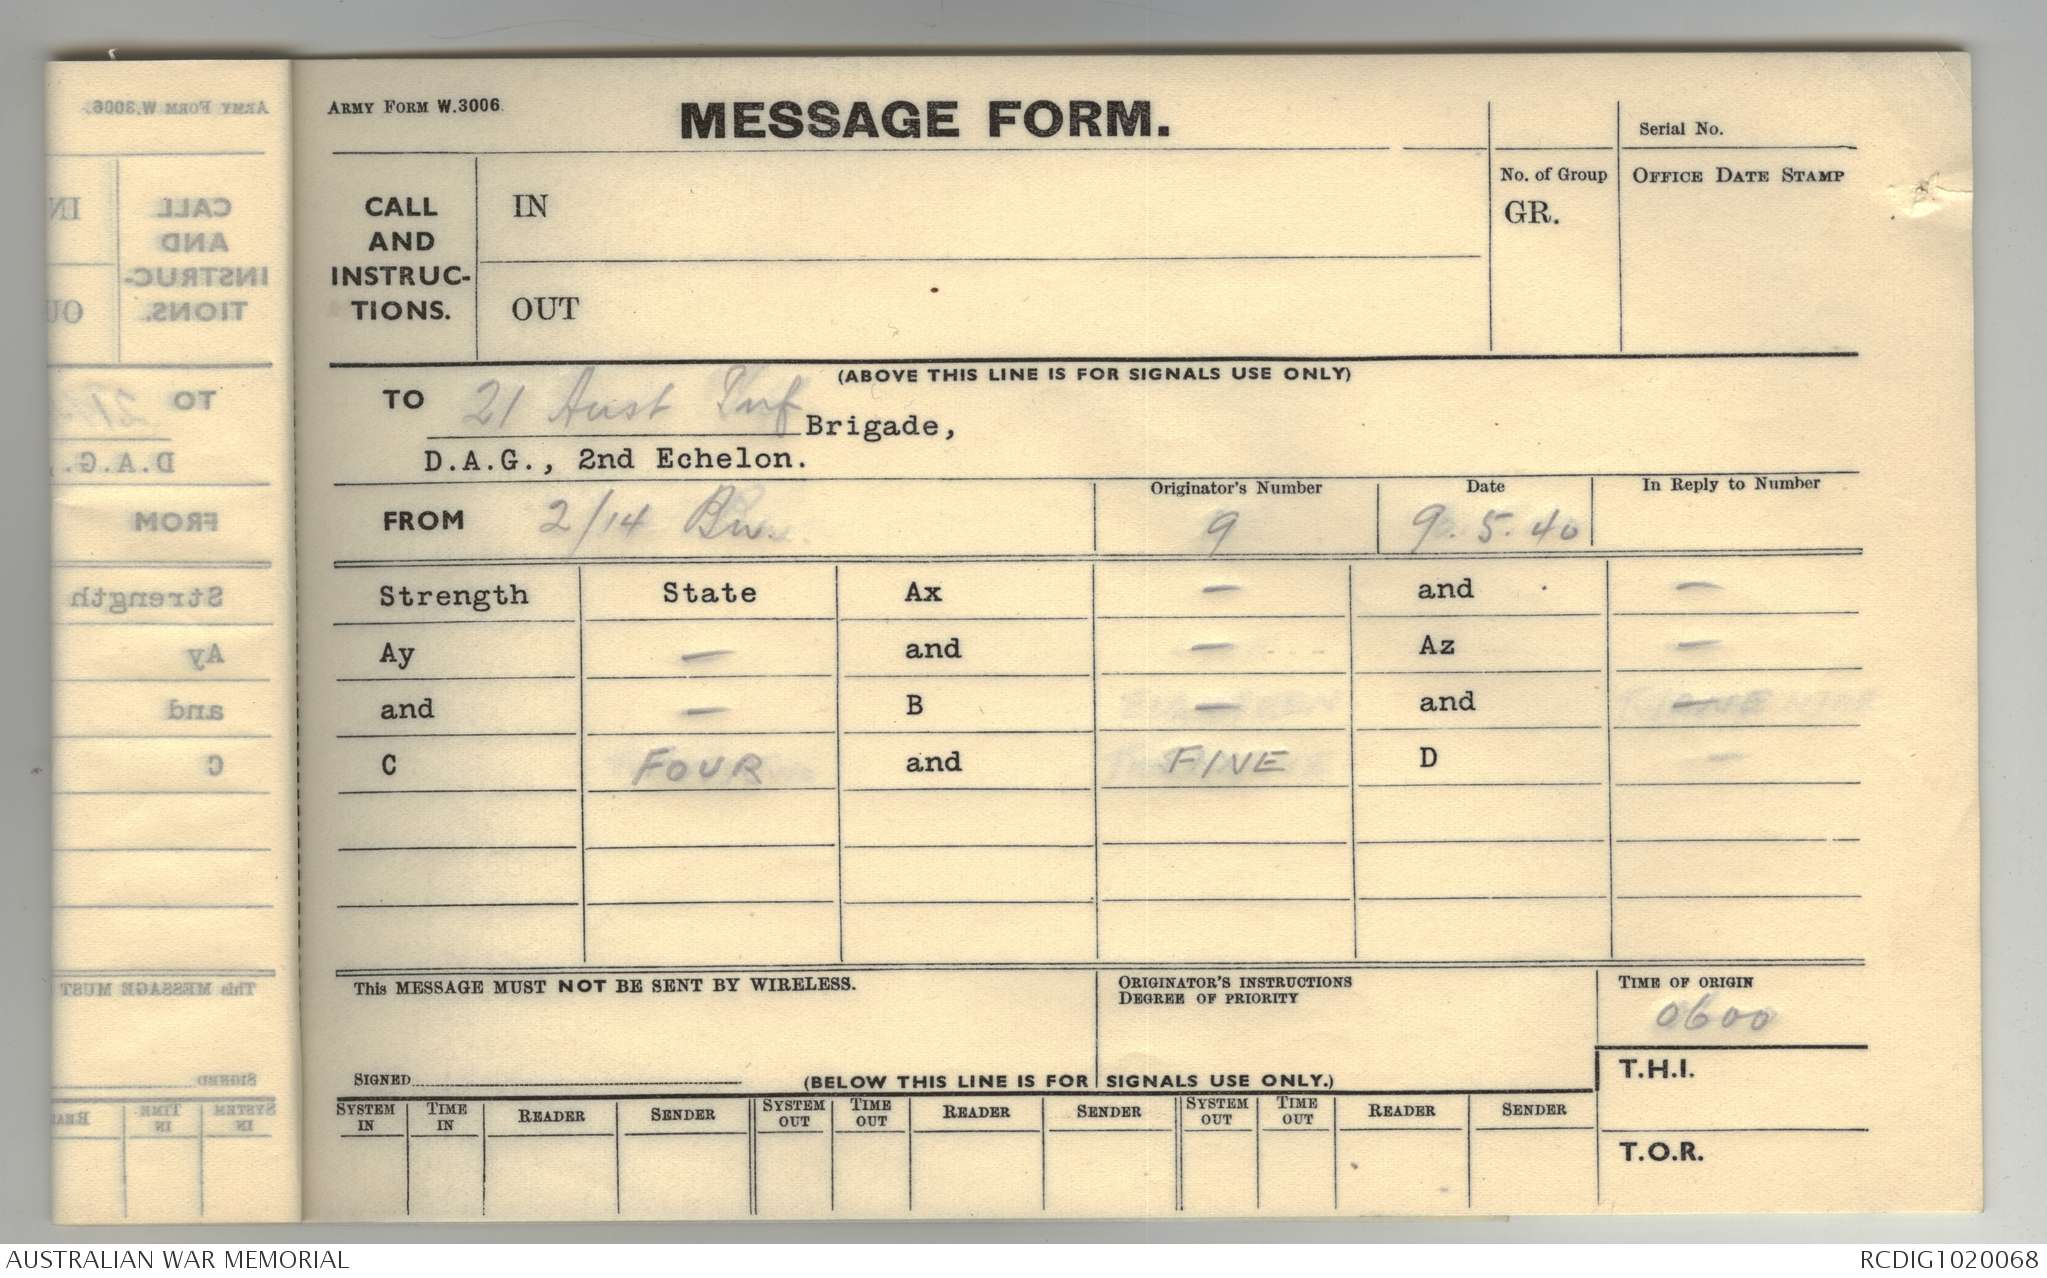 ARMY FORM W.3006.
MESSAGE FORM.
Serial No.
CALL AND INSTRUC-TIONS.
IN
OUT
No. of Group
GR.
OFFICE DATE STAMP
(ABOVE THIS LINE IS FOR SIGNALS USE ONLY)
TO 21 Aust Inf Brigade,
D.A.G., 2nd Echelon.
FROM 2/14 Bn.
Originator's Number
9
Date
9.5.40
In Reply to Number
Strength State Ax - and -
Ay - and - Az -
and - B - and -
C FOUR and FINE D -
This MESSAGE MUST NOT BE SENT BY WIRELESS.
ORIGINATOR'S INSTRUCTIONS
DEGREE OF PRIORITY
TIME OF ORIGIN
0600
SIGNED
(BELOW THIS LINE IS FOR SIGNALS USE ONLY.)
T.H.I.
T.O.R.
SYSTEM IN TIME IN READER SENDER SYSTEM OUT TIME OUT READER SENDER SYSTEM OUT TIME OUT READER SENDER
AUSTRALIAN WAR MEMORIAL
RCDIG1020068